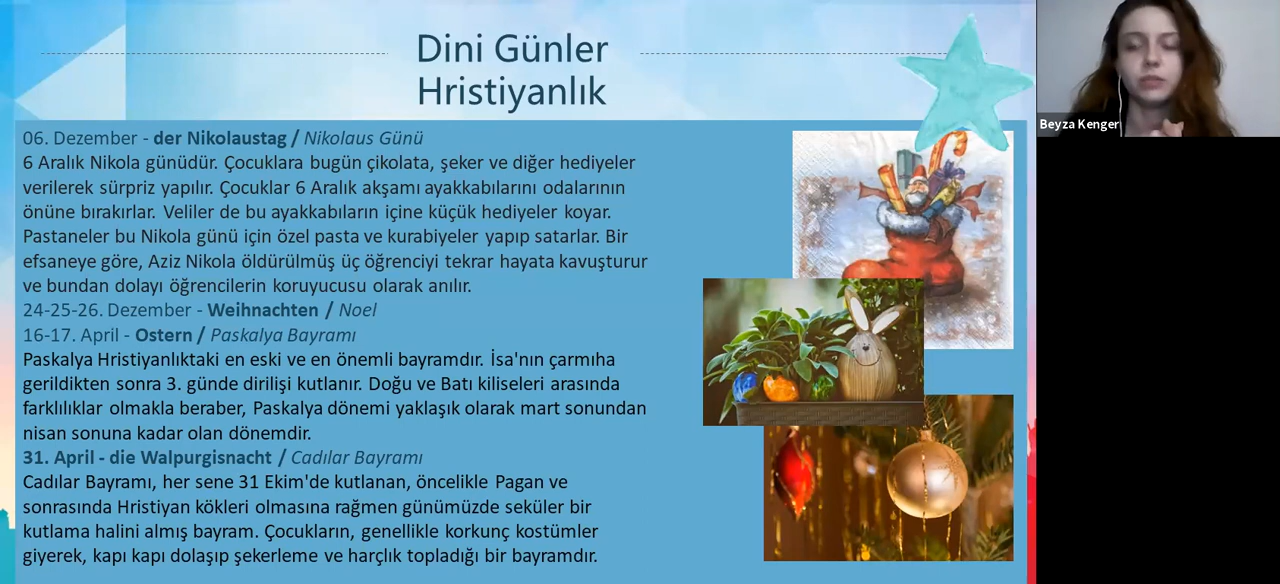 Dini Günler
Hristiyanlık
06. Dezember - der Nikolaustag / Nikolaus Günü
6 Aralık Nikola günüdür. Çocuklara bugün çikolata, şeker ve diğer hediyeler
verilerek sürpriz yapılır. Çocuklar 6 Aralık akşamı ayakkabılarını odalarının
önüne bırakırlar. Veliler de bu ayakkabıların içine küçük hediyeler koyar.
Pastaneler bu Nikola günü için özel pasta ve kurabiyeler yapıp satarlar. Bir
efsaneye göre, Aziz Nikola öldürülmüş üç öğrenciyi tekrar hayata kavuşturur
ve bundan dolayı öğrencilerin koruyucusu olarak anılır.
24-25-26. Dezember - Weihnachten / Noel
16-17. April - Ostern / Paskalya Bayramı
Paskalya Hristiyanlıktaki en eski ve en önemli bayramdır. İsa'nın çarmıha
gerildikten sonra 3. günde dirilişi kutlanır. Doğu ve Batı kiliseleri arasında
farklılıklar olmakla beraber, Paskalya dönemi yaklaşık olarak mart sonundan
nisan sonuna kadar olan dönemdir.
31. April - die Walpurgisnacht / Cadılar Bayramı
Cadılar Bayramı, her sene 31 Ekim'de kutlanan, öncelikle Pagan ve
sonrasında Hristiyan kökleri olmasına rağmen günümüzde seküler bir
kutlama halini almış bayram. Çocukların, genellikle korkunç kostümler
giyerek, kapı kapı dolaşıp şekerleme ve harçlık topladığı bir bayramdır.
Beyza Kenger